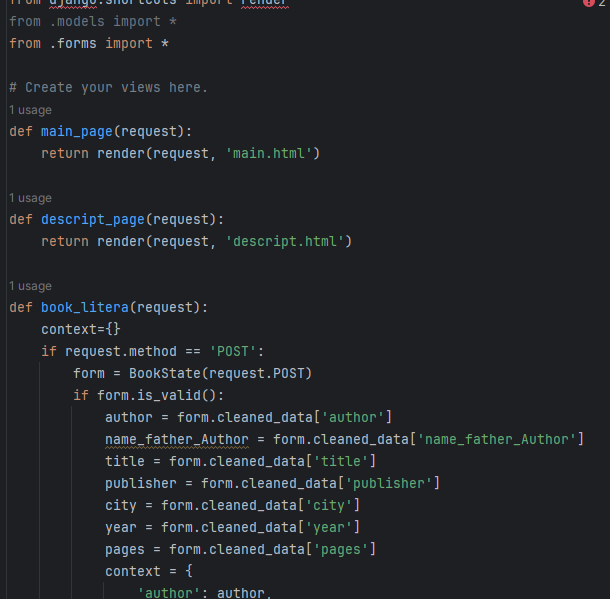 from django.shortcuts import render
2
from .models import *
from .forms import *
# Create your views here.
1 usage
def main_page(request):
    return render(request, 'main.html')
1 usage
def descript_page(request):
    return render(request, 'descript.html')
1 usage
def book_litera(request):
    context={}
    if request.method == 'POST':
        form = BookState(request.POST)
        if form.is_valid():
            author = form.cleaned_data['author']
            name_father_Author = form.cleaned_data['name_father_Author']
            title = form.cleaned_data['title']
            publisher = form.cleaned_data['publisher']
            city = form.cleaned_data['city']
            year = form.cleaned_data['year']
            pages = form.cleaned_data['pages']
            context = {
                'author': author,